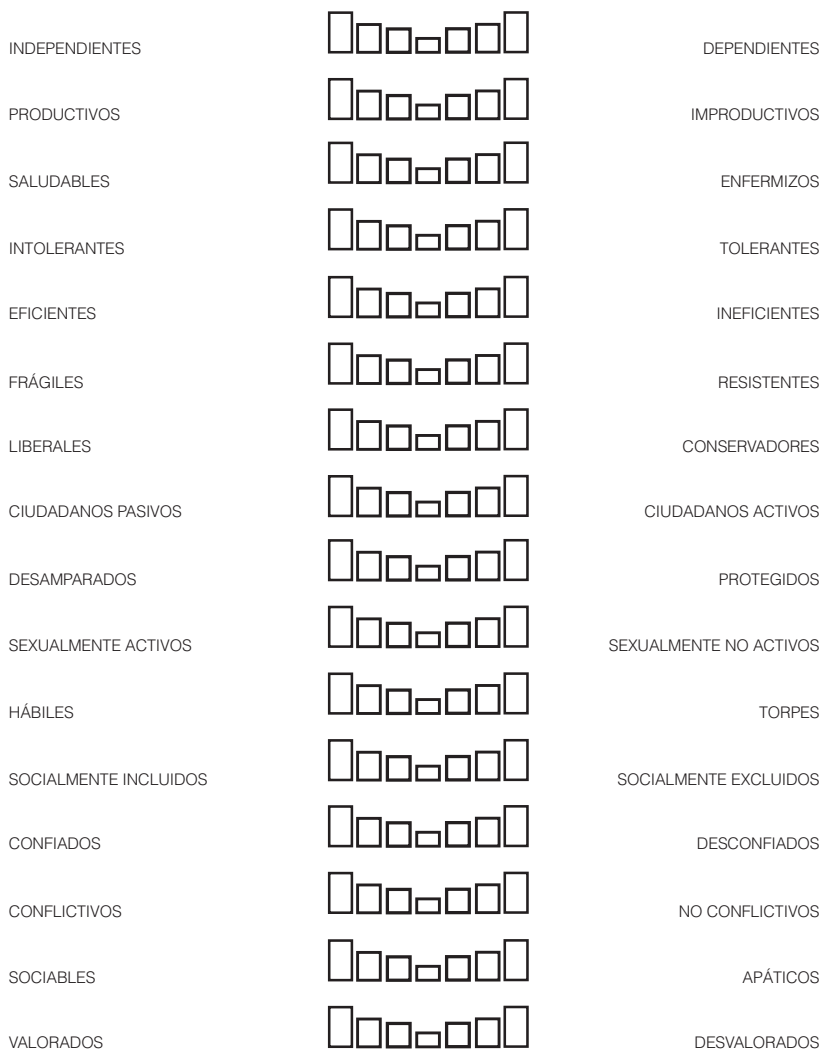 INDEPENDIENTES DEPENDIENTES
PRODUCTIVOS IMPRODUCTIVOS
SALUDABLES ENFERMIZOS
INTOLERANTES TOLERANTES
EFICIENTES INEFICIENTES
FRÁGILES RESISTENTES
LIBERALES CONSERVADORES
CIUDADANOS PASIVOS CIUDADANOS ACTIVOS
DESAMPARADOS PROTEGIDOS
SEXUALMENTE ACTIVOS SEXUALMENTE NO ACTIVOS
HÁBILES TORPES
SOCIALMENTE INCLUIDOS SOCIALMENTE EXCLUIDOS
CONFIADOS DESCONFIADOS
CONFLICTIVOS NO CONFLICTIVOS
SOCIABLES APÁTICOS
VALORADOS DESVALORADOS